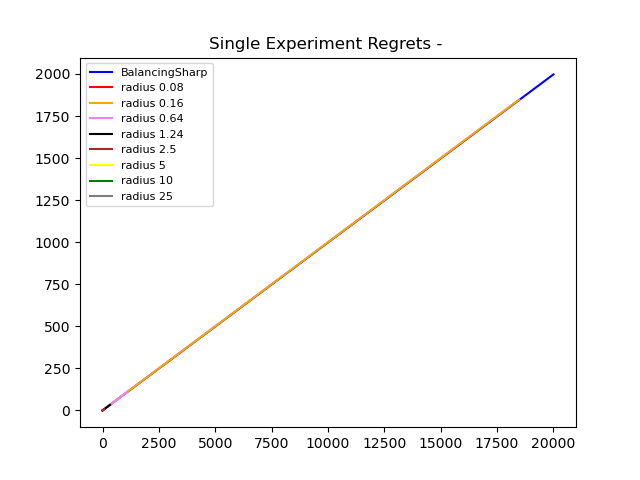 Single Experiment Regrets -
BalancingSharp
radius 0.08
radius 0.16
radius 0.64
radius 1.24
radius 2.5
radius 5
radius 10
radius 25
2000
1750
1500
1250
1000
750
500
250
0
0 2500 5000 7500 10000 12500 15000 17500 20000